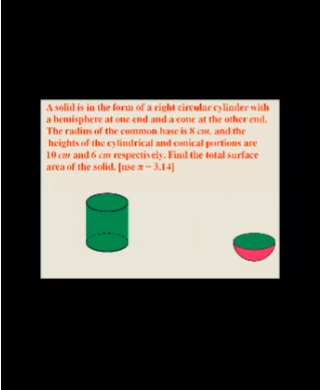 A solid is in the form of a right circular cylinder with
a hemisphere at one end and a cone at the other end.
The radius of the common base is 8 cm. and the
heights of the cylindrical and conical portions are
10 cm and 6 cm respectively. Find the total surface
area of the solid. [use π = 3.14]